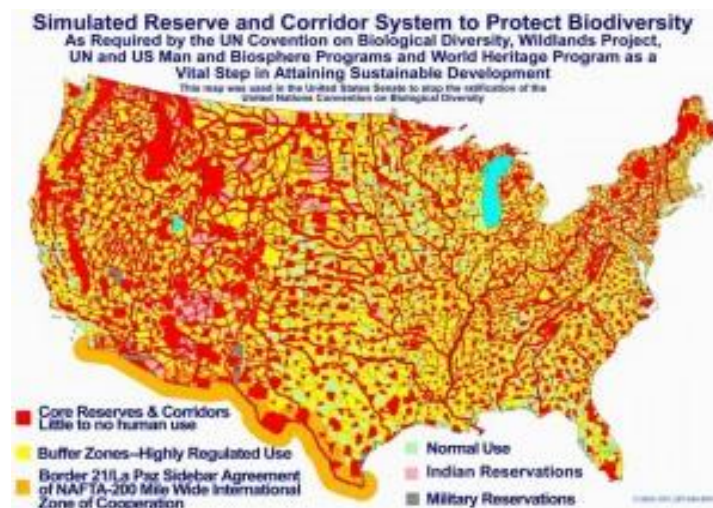 Simulated Reserve and Corridor System to Protect Biodiversity
As Required by the UN Covention on Biological Diversity, Wildlands Project,
UN and US Man and Biosphere Programs and World Heritage Program as a
Vital Step in Attaining Sustainable Development
This map was used in the United States Senate to stop the ratification of the
United Nations Convention on Biological Diversity
Core Reserves & Corridors
Little to no human use
Buffer Zones--Highly Regulated Use
Border 21/La Paz Sidebar Agreement
of NAFTA-200 Mile Wide International
Zone of Cooperation
Normal Use
Indian Reservations
Military Reservations